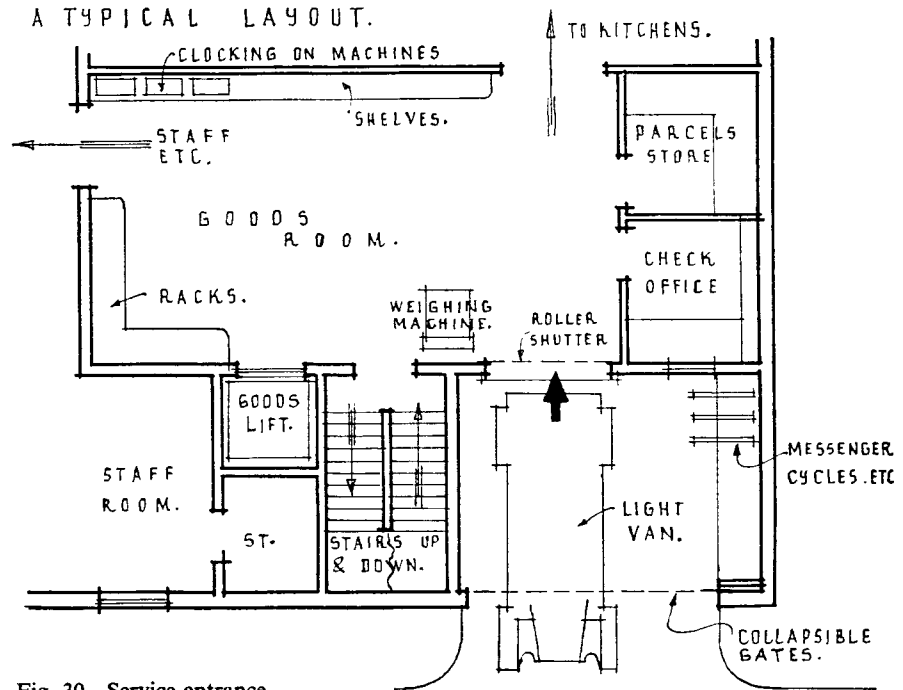 A TYPICAL LAYOUT.
TO KITCHENS.
CLOCKING ON MACHINES
SHELVES.
STAFF
ETC.
PARCELS
STORE
GOODS
ROOM.
CHECK
OFFICE
RACKS.
WEIGHING
MACHINE.
ROLLER
SHUTTER
GOODS
LIFT.
MESSENGER
CYCLES.ETC
STAFF
ROOM.
LIGHT
VAN.
ST.
STAIRS UP
& DOWN.
COLLAPSIBLE
GATES.
Fig. 30. Service entrance